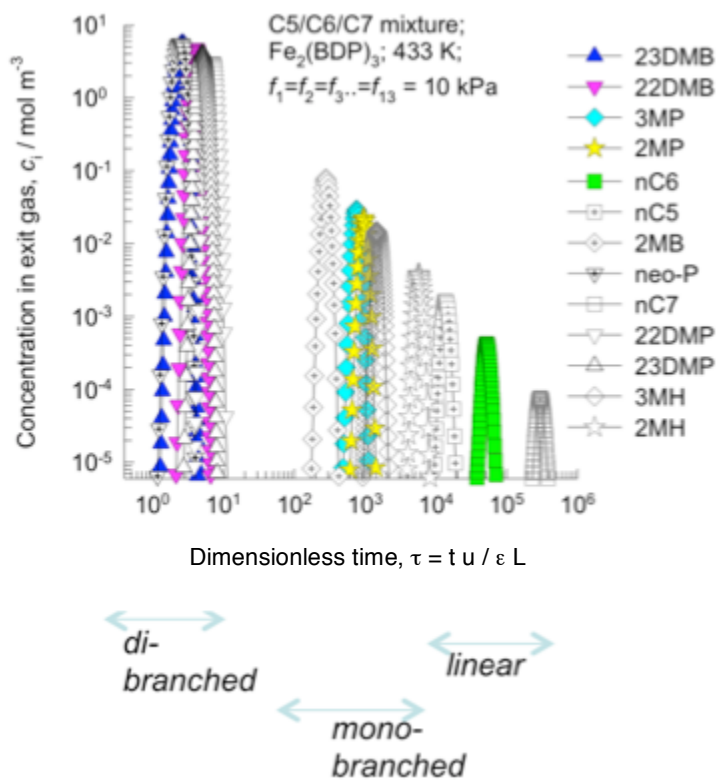 C5/C6/C7 mixture;
Fe₂(BDP)₃; 433 K;
f₁=f₂=f₃..=f₁₃ = 10 kPa
Concentration in exit gas, cᵢ / mol m⁻³
10¹
10⁰
10⁻¹
10⁻²
10⁻³
10⁻⁴
10⁻⁵
23DMB
22DMB
3MP
2MP
nC6
nC5
2MB
neo-P
nC7
22DMP
23DMP
3MH
2MH
10⁰ 10¹ 10² 10³ 10⁴ 10⁵ 10⁶
Dimensionless time, τ = t u / ε L
di-
branched
linear
mono-
branched